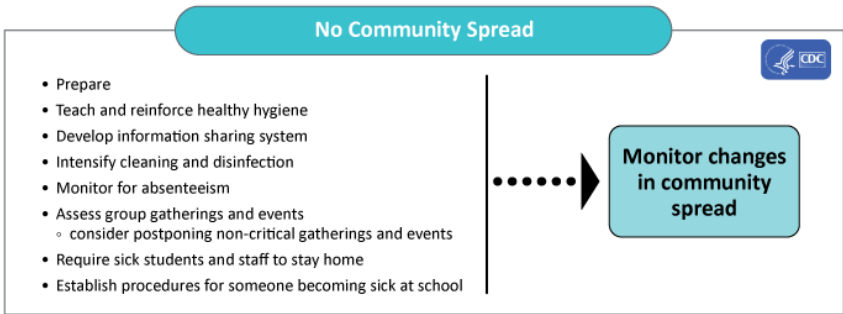 No Community Spread
CDC
• Prepare
• Teach and reinforce healthy hygiene
• Develop information sharing system
• Intensify cleaning and disinfection
• Monitor for absenteeism
• Assess group gatherings and events
◦ consider postponing non-critical gatherings and events
• Require sick students and staff to stay home
• Establish procedures for someone becoming sick at school
Monitor changes
in community
spread